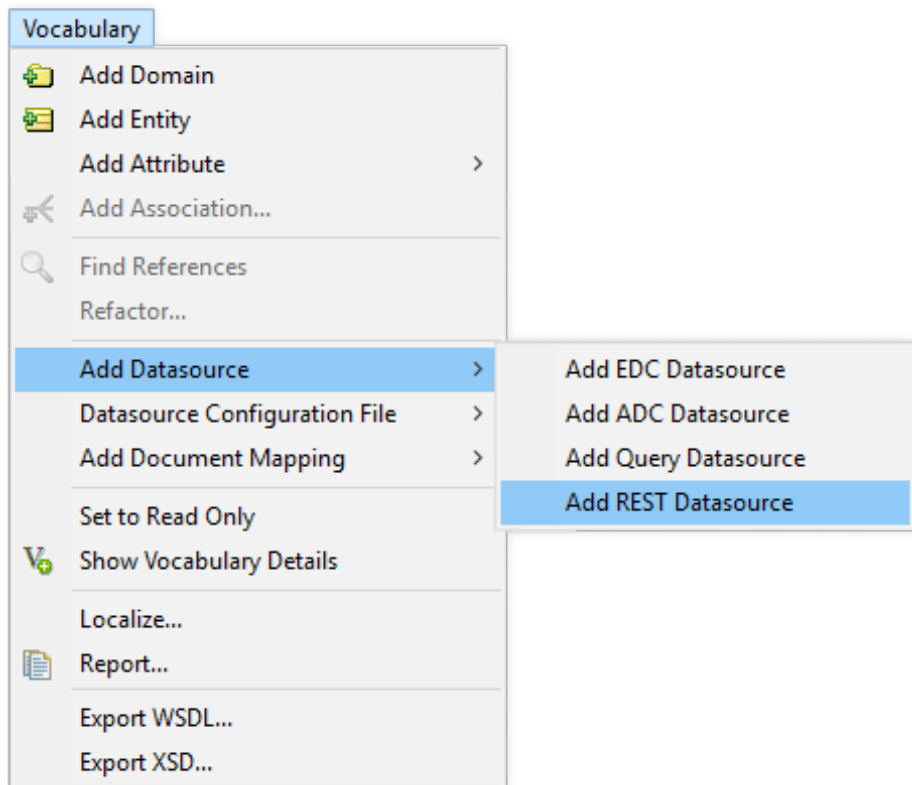 Vocabulary
Add Domain
Add Entity
Add Attribute
Add Association...
Find References
Refactor...
Add Datasource
Datasource Configuration File
Add Document Mapping
Set to Read Only
Show Vocabulary Details
Localize...
Report...
Export WSDL...
Export XSD...
Add EDC Datasource
Add ADC Datasource
Add Query Datasource
Add REST Datasource